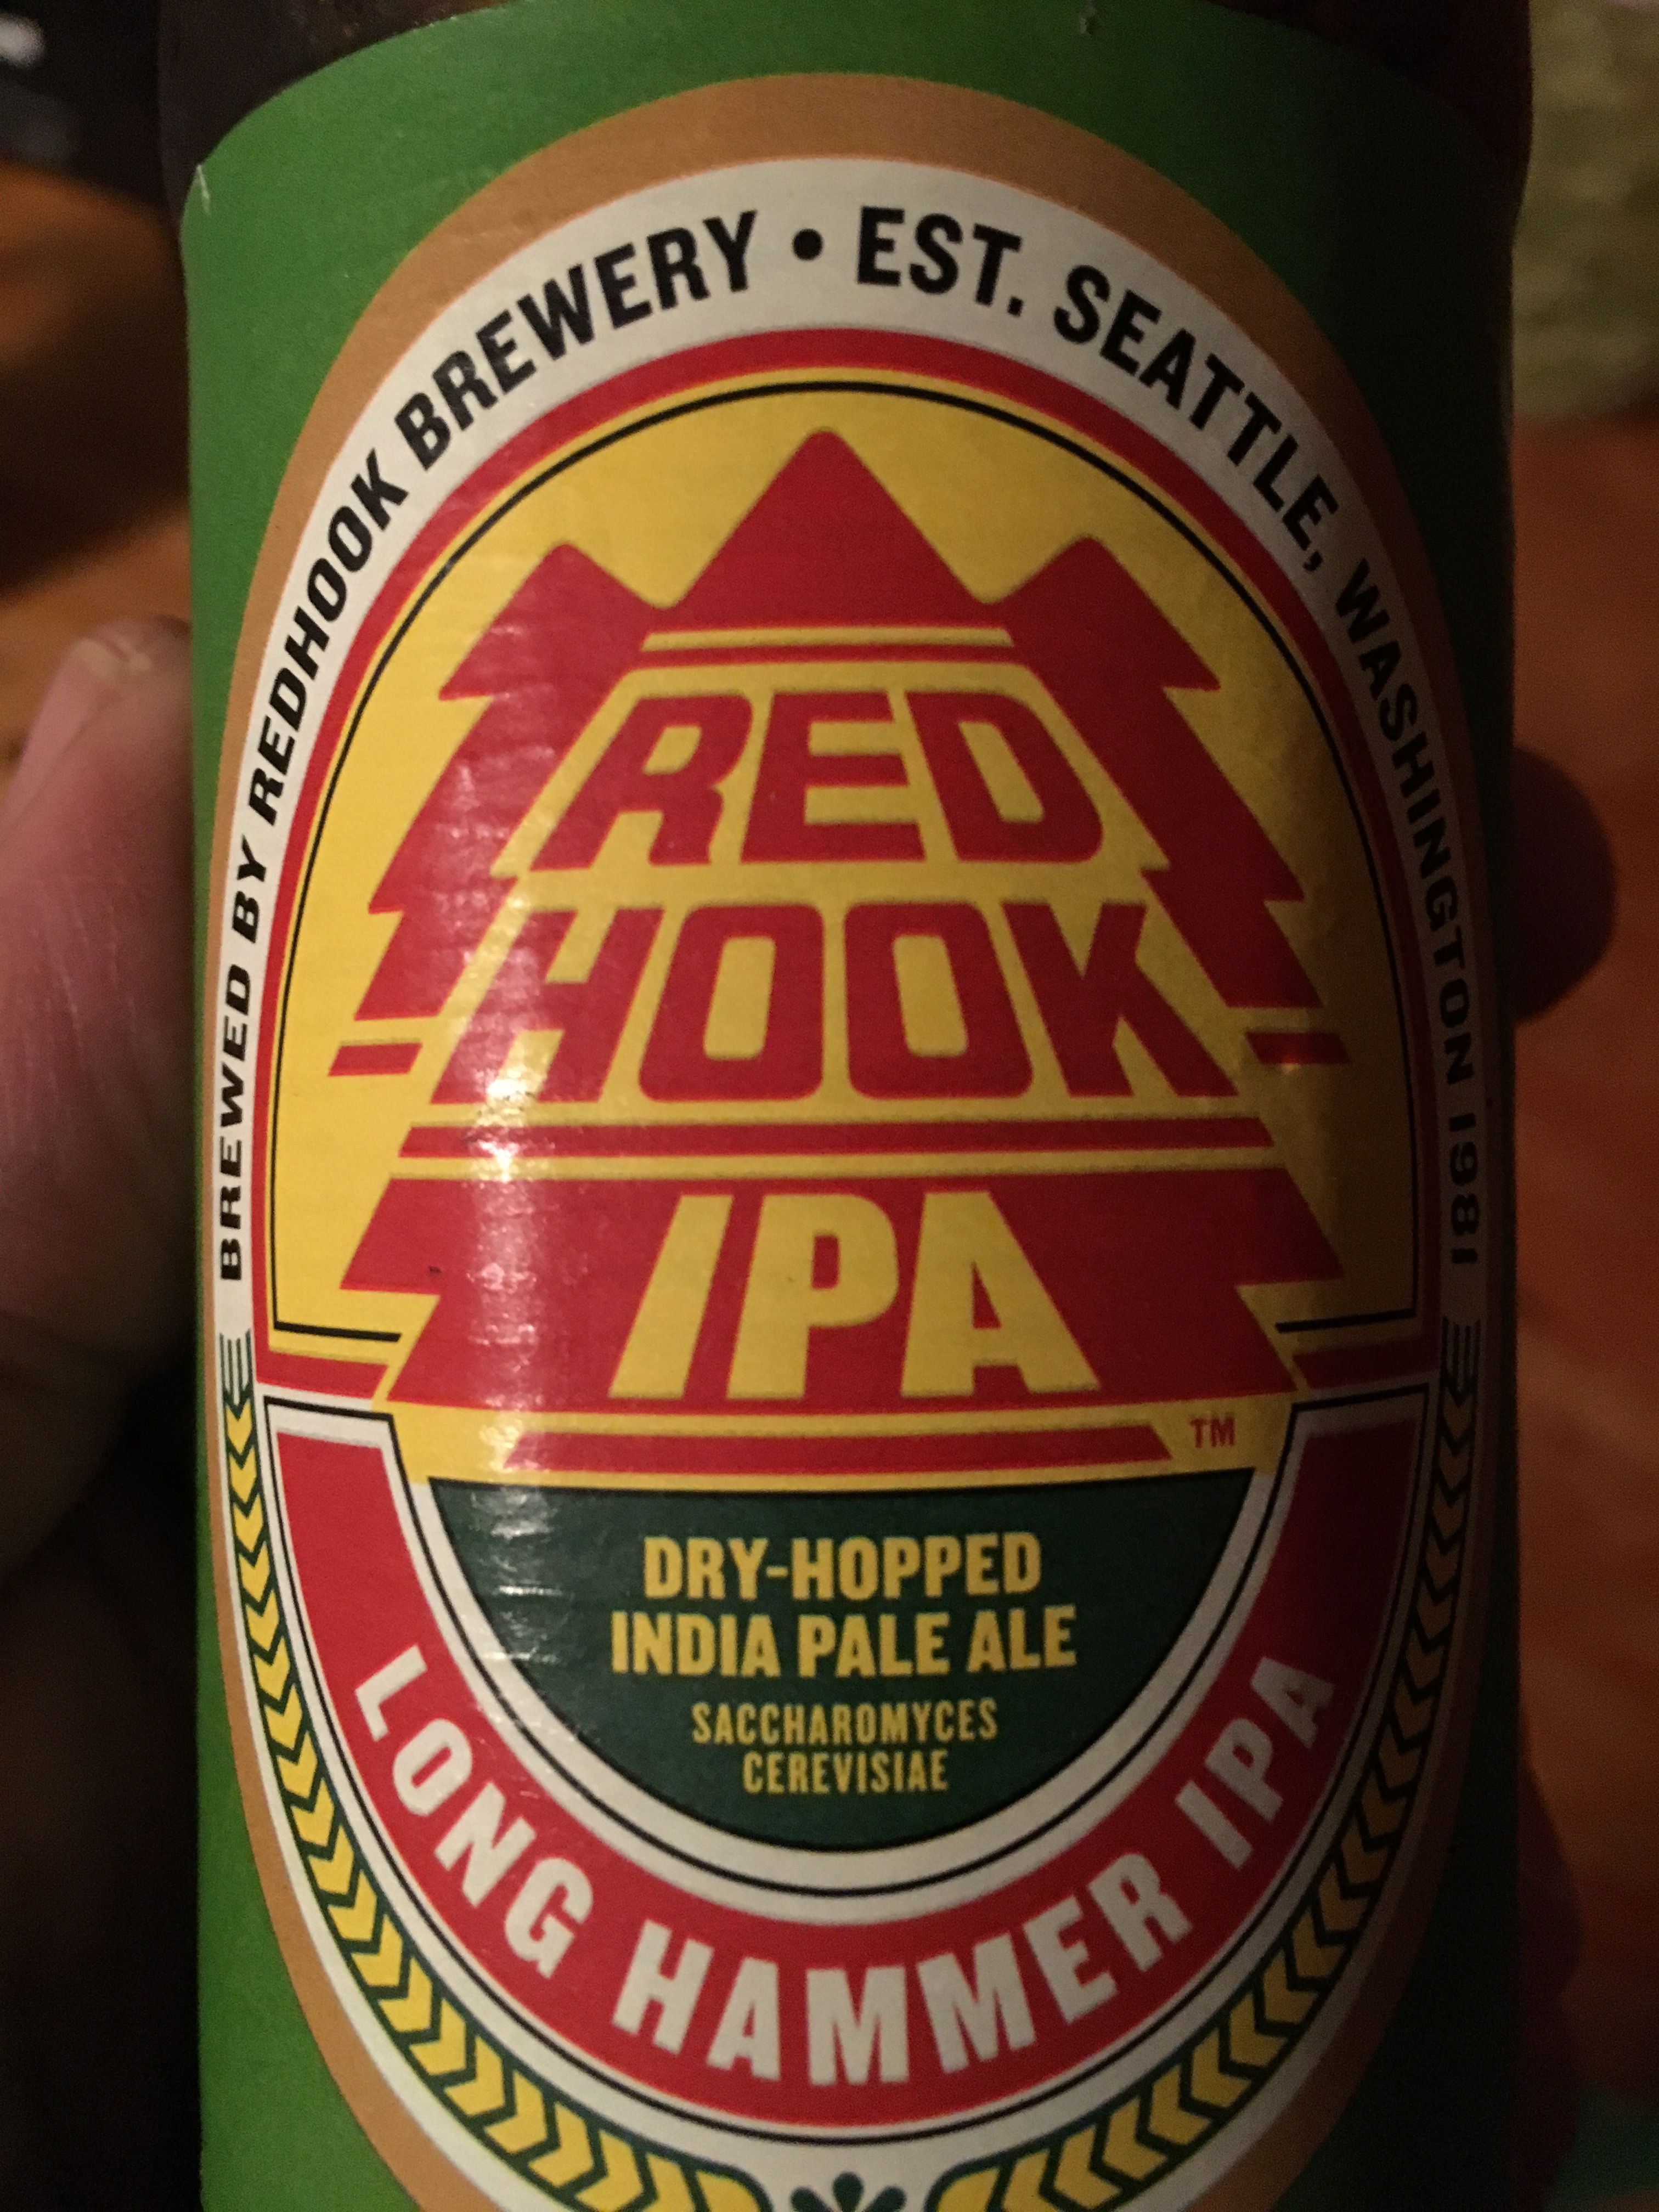 BREWED BY REDHOOK BREWERY • EST. SEATTLE, WASHINGTON 1981
RED
HOOK
IPA
TM
DRY-HOPPED
INDIA PALE ALE
SACCHAROMYCES
CEREVISIAE
LONG HAMMER IPA